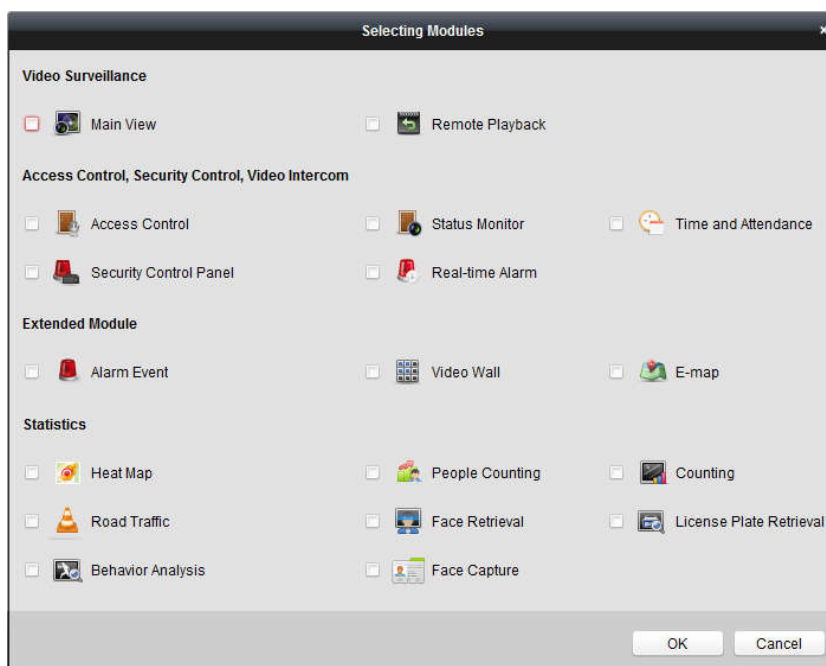 Selecting Modules
Video Surveillance
Main View
Remote Playback
Access Control, Security Control, Video Intercom
Access Control
Status Monitor
Time and Attendance
Security Control Panel
Real-time Alarm
Extended Module
Alarm Event
Video Wall
E-map
Statistics
Heat Map
People Counting
Counting
Road Traffic
Face Retrieval
License Plate Retrieval
Behavior Analysis
Face Capture
OK
Cancel